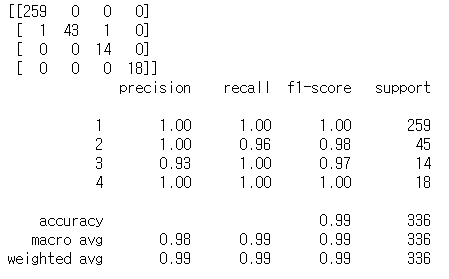 [[259   0   0   0]
 [  1  43   1   0]
 [  0   0  14   0]
 [  0   0   0  18]]
              precision    recall  f1-score   support

           1       1.00      1.00      1.00       259
           2       1.00      0.96      0.98        45
           3       0.93      1.00      0.97        14
           4       1.00      1.00      1.00        18

    accuracy                           0.99       336
   macro avg       0.98      0.99      0.99       336
weighted avg       0.99      0.99      0.99       336